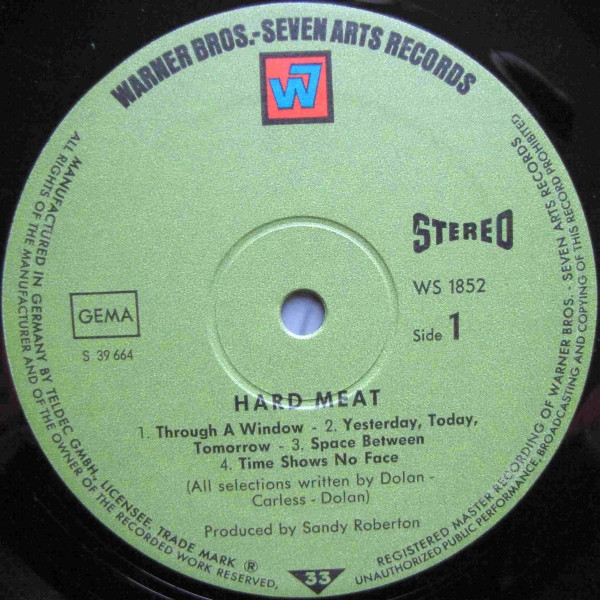 WARNER BROS.-SEVEN ARTS RECORDS
W7
STEREO
WS 1852
Side 1
GEMA
S 39 664
HARD MEAT
1. Through A Window - 2. Yesterday, Today,
Tomorrow - 3. Space Between
4. Time Shows No Face
(All selections written by Dolan -
Carless - Dolan)
Produced by Sandy Roberton
33
MANUFACTURED IN GERMANY BY TELDEC GMBH. LICENSEE. TRADE MARK ®
ALL RIGHTS OF THE MANUFACTURER AND OF THE OWNER OF THE RECORDED WORK RESERVED,
REGISTERED MASTER RECORDING OF WARNER BROS. - SEVEN ARTS RECORDS
UNAUTHORIZED PUBLIC PERFORMANCE, BROADCASTING AND COPYING OF THIS RECORD PROHIBITED